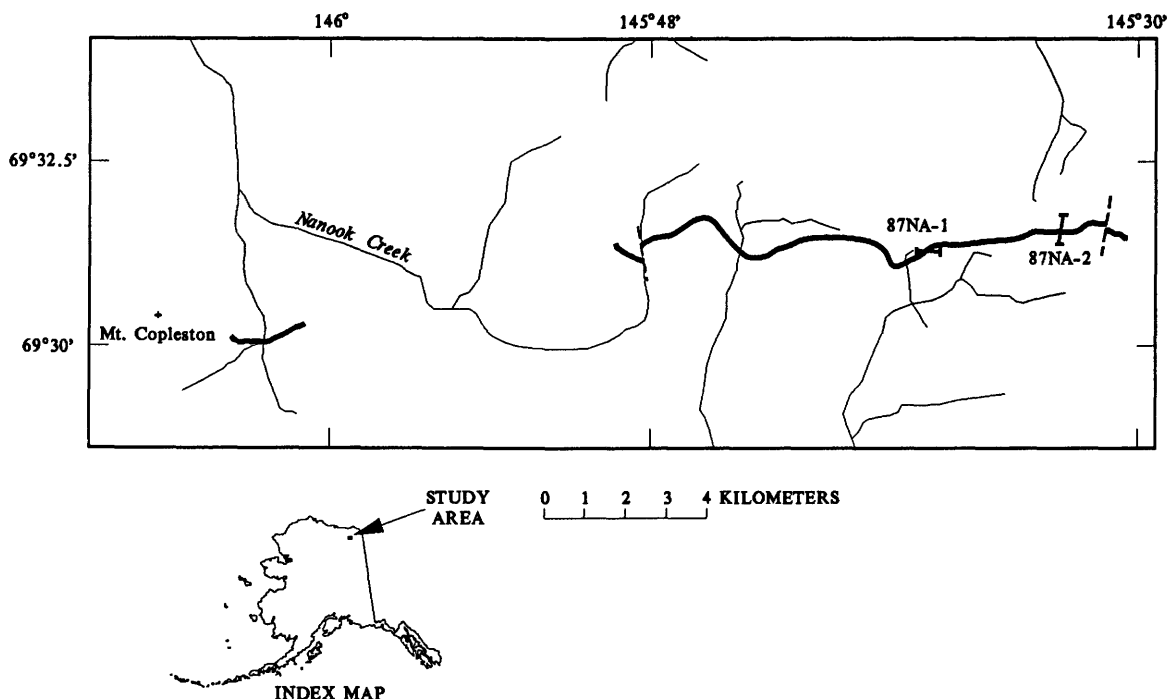 146°
145°48'
145°30'
69°32.5'
Nanook Creek
87NA-1
87NA-2
Mt. Copleston
69°30'
STUDY
AREA
0 1 2 3 4 KILOMETERS
INDEX MAP